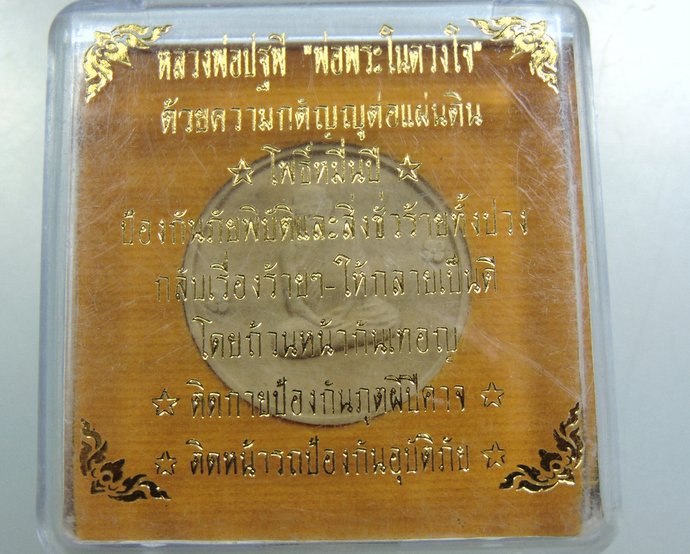 หลวงพ่อปฐพี "พ่อพระในดวงใจ"
ด้วยความกตัญญูต่อแผ่นดิน
☆ โพธิ์หมื่นปี ☆
ป้องกันภัยพิบัติและสิ่งชั่วร้ายทั้งปวง
กลับเรื่องร้ายๆ-ให้กลายเป็นดี
โดยถ้วนหน้ากันเทอญ
☆ ติดกายป้องกันภูตผีปีศาจ ☆
☆ ติดหน้ารถป้องกันอุบัติภัย ☆